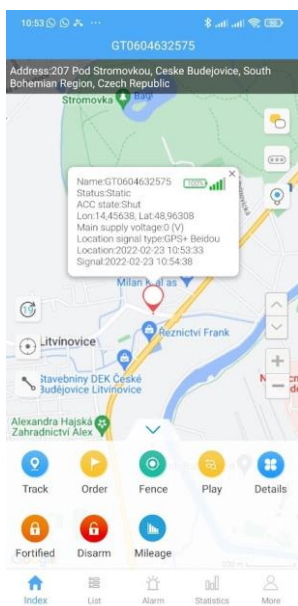 10:53
GT0604632575
Address:207 Pod Stromovkou, Ceske Budejovice, South
Bohemian Region, Czech Republic
Stromovka
Bagr
Name:GT0604632575
100%
Status:Static
ACC state:Shut
Lon:14,45638, Lat:48,96308
Main supply voltage:0 (V)
Location signal type:GPS+ Beidou
Location:2022-02-23 10:53:33
Signal:2022-02-23 10:54:38
Milan K
19
Řeznictví Frank
Litvínovice
Stavebniny DEK České
Budějovice Litvínovice
Alexandra Hajská
Zahradnictví Alex
Track
Order
Fence
Play
Details
Fortified
Disarm
Mileage
Index
List
Alarm
Statistics
More